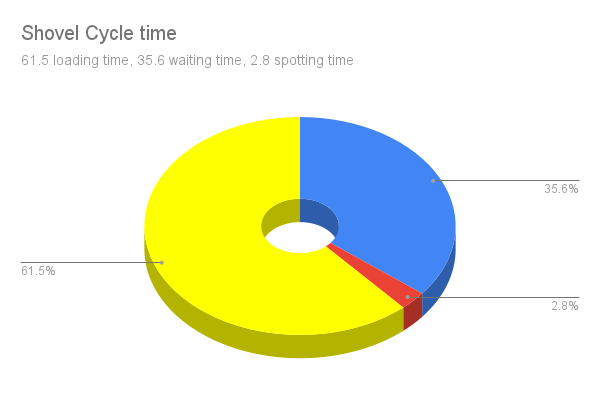 Shovel Cycle time
61.5 loading time, 35.6 waiting time, 2.8 spotting time
35.6%
61.5%
2.8%